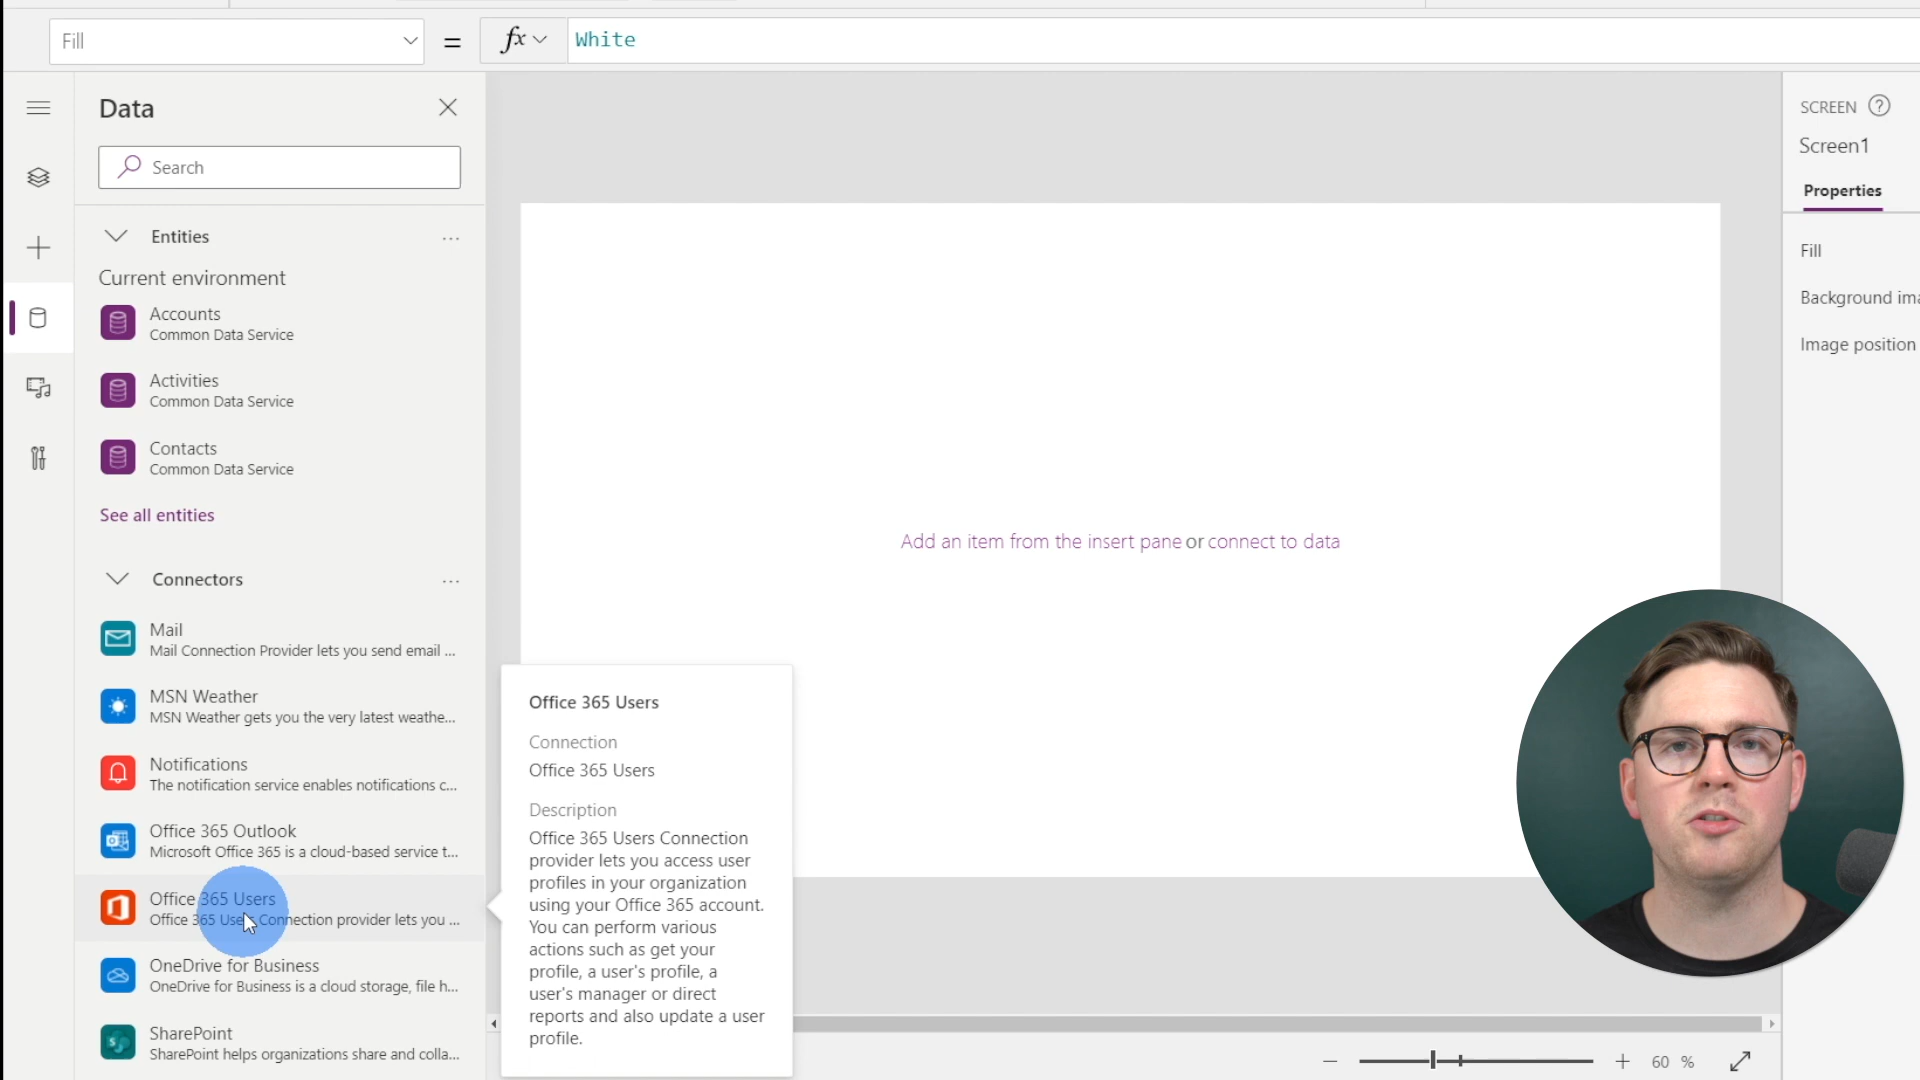 Fill
=
fx
White
Data
Search
Entities
...
Current environment
Accounts
Common Data Service
Activities
Common Data Service
Contacts
Common Data Service
See all entities
Connectors
...
Mail
Mail Connection Provider lets you send email ...
MSN Weather
MSN Weather gets you the very latest weathe...
Notifications
The notification service enables notifications c...
Office 365 Outlook
Microsoft Office 365 is a cloud-based service t...
Office 365 Users
Office 365 Users Connection provider lets you ...
OneDrive for Business
OneDrive for Business is a cloud storage, file h...
SharePoint
SharePoint helps organizations share and colla...
Add an item from the insert pane or connect to data
Office 365 Users
Connection
Office 365 Users
Description
Office 365 Users Connection
provider lets you access user
profiles in your organization
using your Office 365 account.
You can perform various
actions such as get your
profile, a user's profile, a
user's manager or direct
reports and also update a user
profile.
SCREEN
Screen1
Properties
Fill
Background ima
Image position
60 %